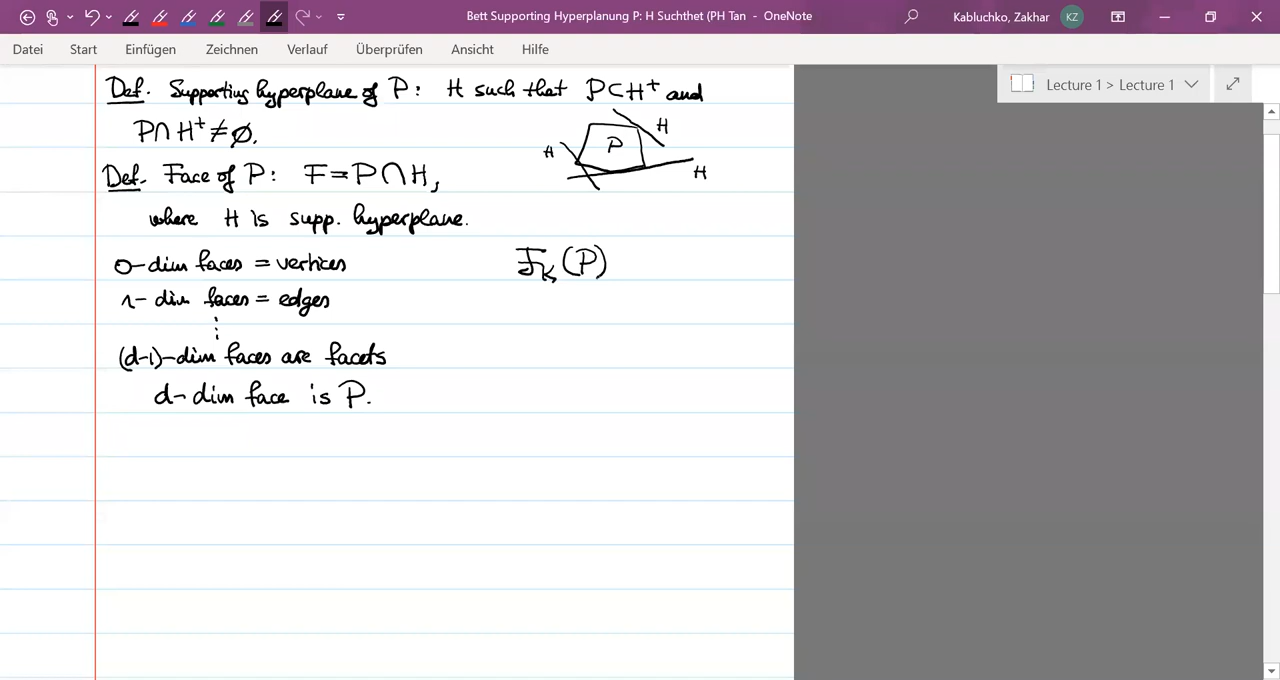 Bett Supporting Hyperplanung P: H Suchthet (PH Tan - OneNote
Kabluchko, Zakhar KZ
Datei Start Einfügen Zeichnen Verlauf Überprüfen Ansicht Hilfe
Lecture 1 > Lecture 1
Def. Supporting hyperplane of P: H such that P⊂H⁺ and
P∩H⁺≠∅.
H
P
H
H
Def. Face of P: F=P∩H,
where H is supp. hyperplane.
0-dim faces = vertices
F_k(P)
1-dim faces = edges
⋮
(d-1)-dim faces are facets
d-dim face is P.